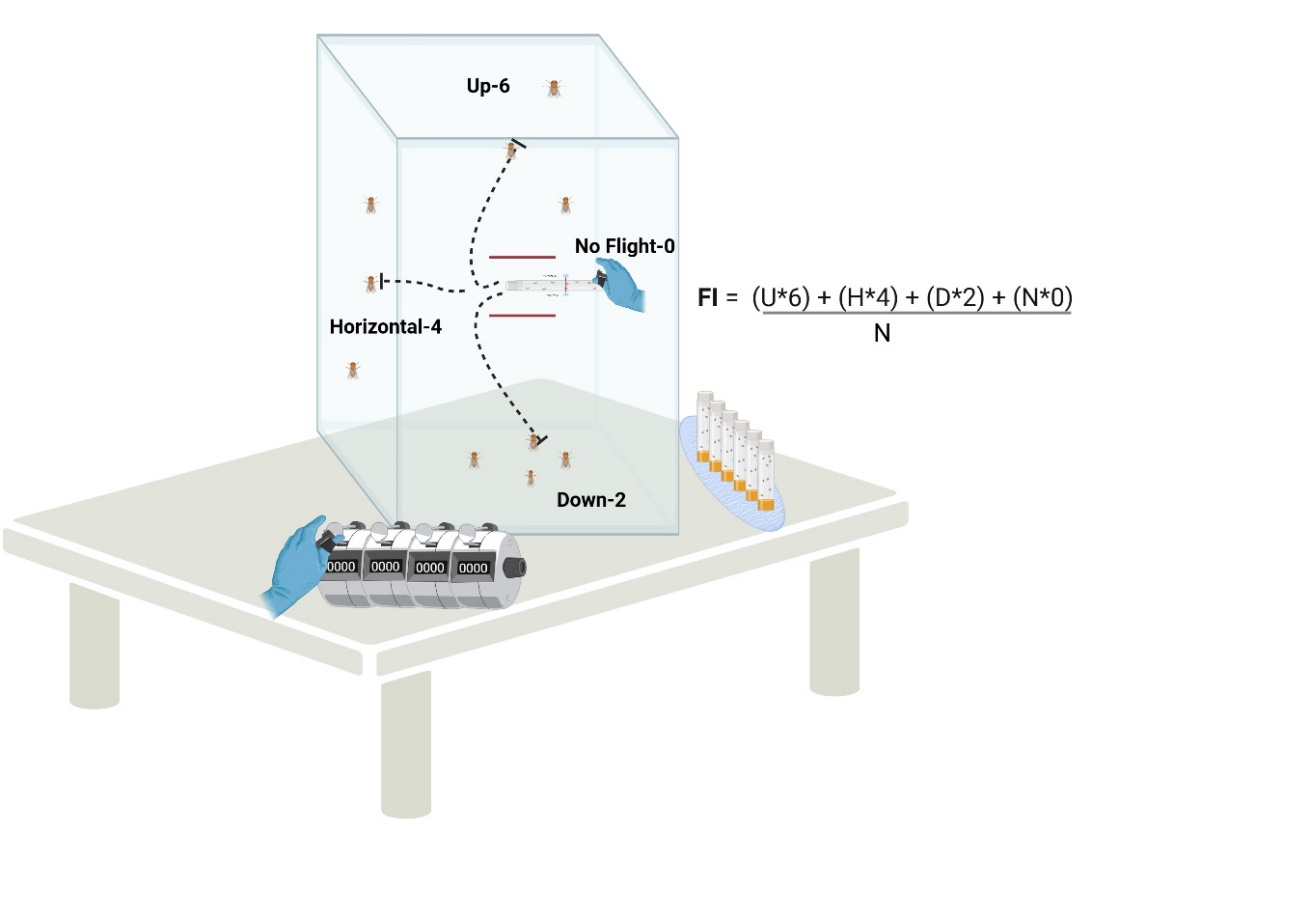 Up-6
No Flight-0
FI = (U*6) + (H*4) + (D*2) + (N*0)
N
Horizontal-4
Down-2
0000 0000 0000 0000